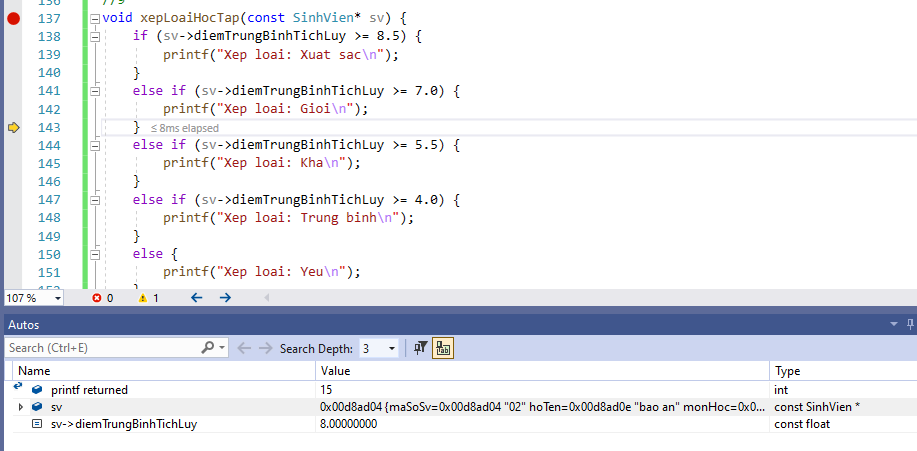 136 //9
137 void xepLoaiHocTap(const SinhVien* sv) {
138 if (sv->diemTrungBinhTichLuy >= 8.5) {
139 printf("Xep loai: Xuat sac\n");
140 }
141 else if (sv->diemTrungBinhTichLuy >= 7.0) {
142 printf("Xep loai: Gioi\n");
143 } ≤ 8ms elapsed
144 else if (sv->diemTrungBinhTichLuy >= 5.5) {
145 printf("Xep loai: Kha\n");
146 }
147 else if (sv->diemTrungBinhTichLuy >= 4.0) {
148 printf("Xep loai: Trung binh\n");
149 }
150 else {
151 printf("Xep loai: Yeu\n");
107 % 0 1
Autos
Search (Ctrl+E) Search Depth: 3
Name Value Type
printf returned 15 int
sv 0x00d8ad04 {maSoSv=0x00d8ad04 "02" hoTen=0x00d8ad0e "bao an" monHoc=0x0... const SinhVien *
sv->diemTrungBinhTichLuy 8.00000000 const float